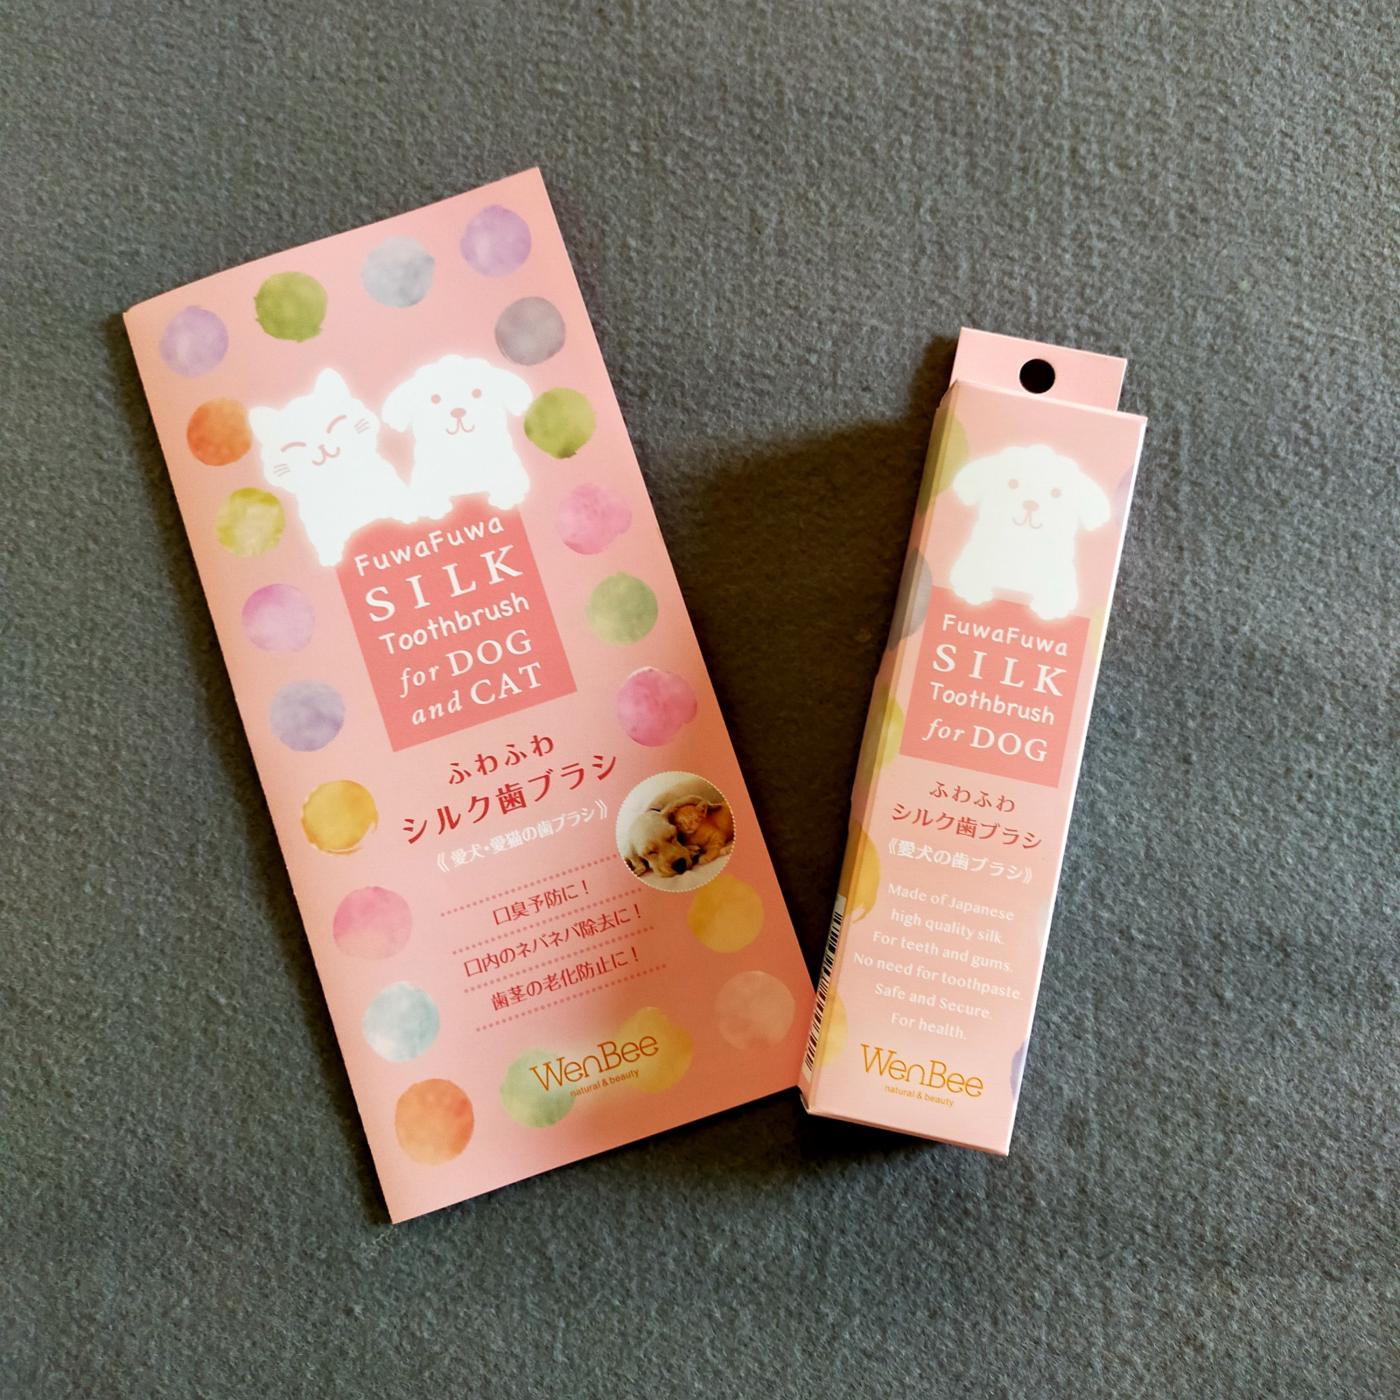 FuwaFuwa
SILK
Toothbrush
for DOG
and CAT
ふわふわ
シルク歯ブラシ
《愛犬・愛猫の歯ブラシ》
口臭予防に！
口内のネバネバ除去に！
歯茎の老化防止に！
WenBee
natural & beauty
FuwaFuwa
SILK
Toothbrush
for DOG
ふわふわ
シルク歯ブラシ
《愛犬の歯ブラシ》
Made of Japanese
high quality silk.
For teeth and gums.
No need for toothpaste.
Safe and Secure.
For health.
WenBee
natural & beauty